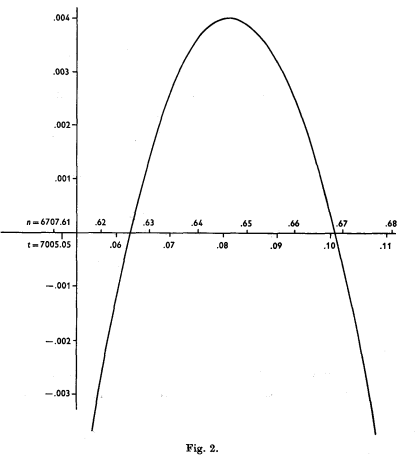 .004
.003
.002
.001
n = 6707.61 .62 .63 .64 .65 .66 .67 .68
t = 7005.05 .06 .07 .08 .09 .10 .11
—.001
—.002
—.003
Fig. 2.